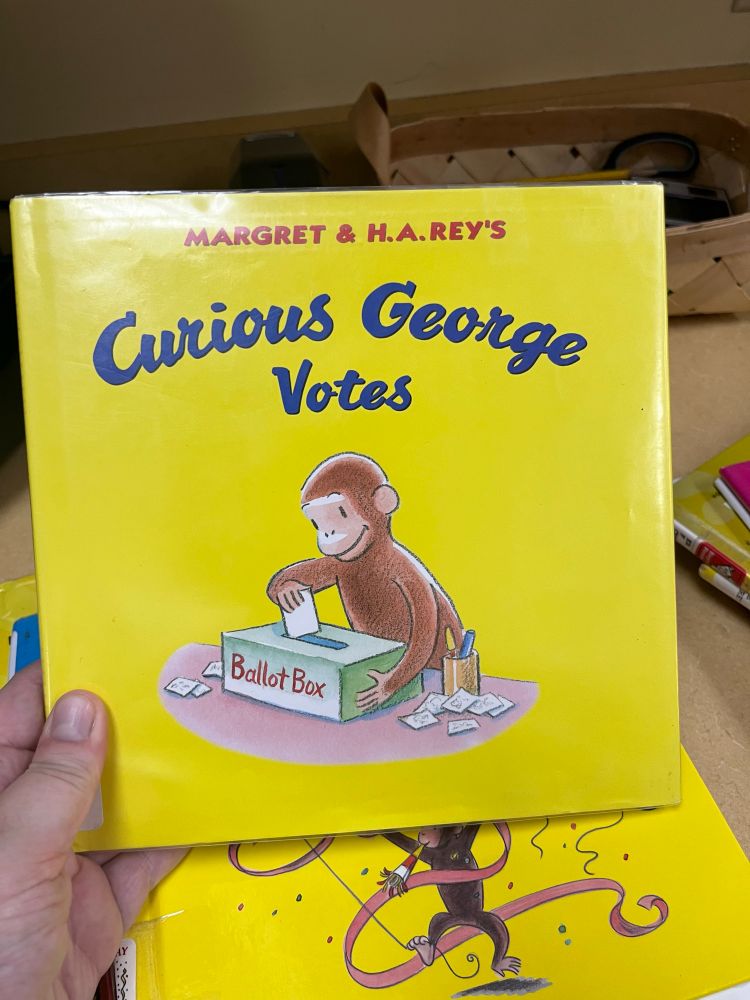 MARGRET & H.A.REY'S
Curious George
Votes
Ballot Box